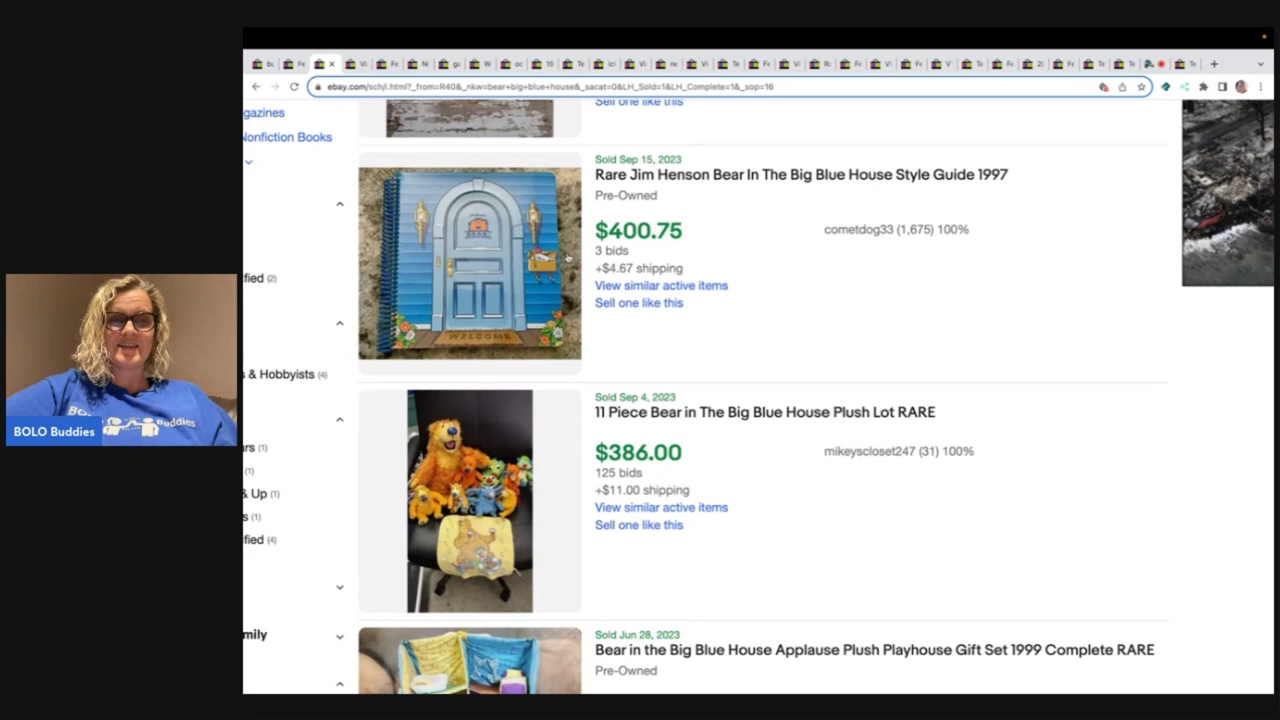 ebay.com/sch/i.html?_from=R40&_nkw=bear+big+blue+house&_sacat=0&LH_Sold=1&LH_Complete=1&_sop=16
gazines
Nonfiction Books
Sell one like this
Sold Sep 15, 2023
Rare Jim Henson Bear In The Big Blue House Style Guide 1997
Pre-Owned
$400.75
cometdog33 (1,675) 100%
3 bids
+$4.67 shipping
View similar active items
Sell one like this
WELCOME
fied (2)
& Hobbyists (4)
Sold Sep 4, 2023
11 Piece Bear in The Big Blue House Plush Lot RARE
$386.00
mikeyscloset247 (31) 100%
125 bids
+$11.00 shipping
View similar active items
Sell one like this
ars (1)
(1)
& Up (1)
s (1)
fied (4)
BOLO Buddies
BOLO Buddies
mily
Sold Jun 28, 2023
Bear in the Big Blue House Applause Plush Playhouse Gift Set 1999 Complete RARE
Pre-Owned